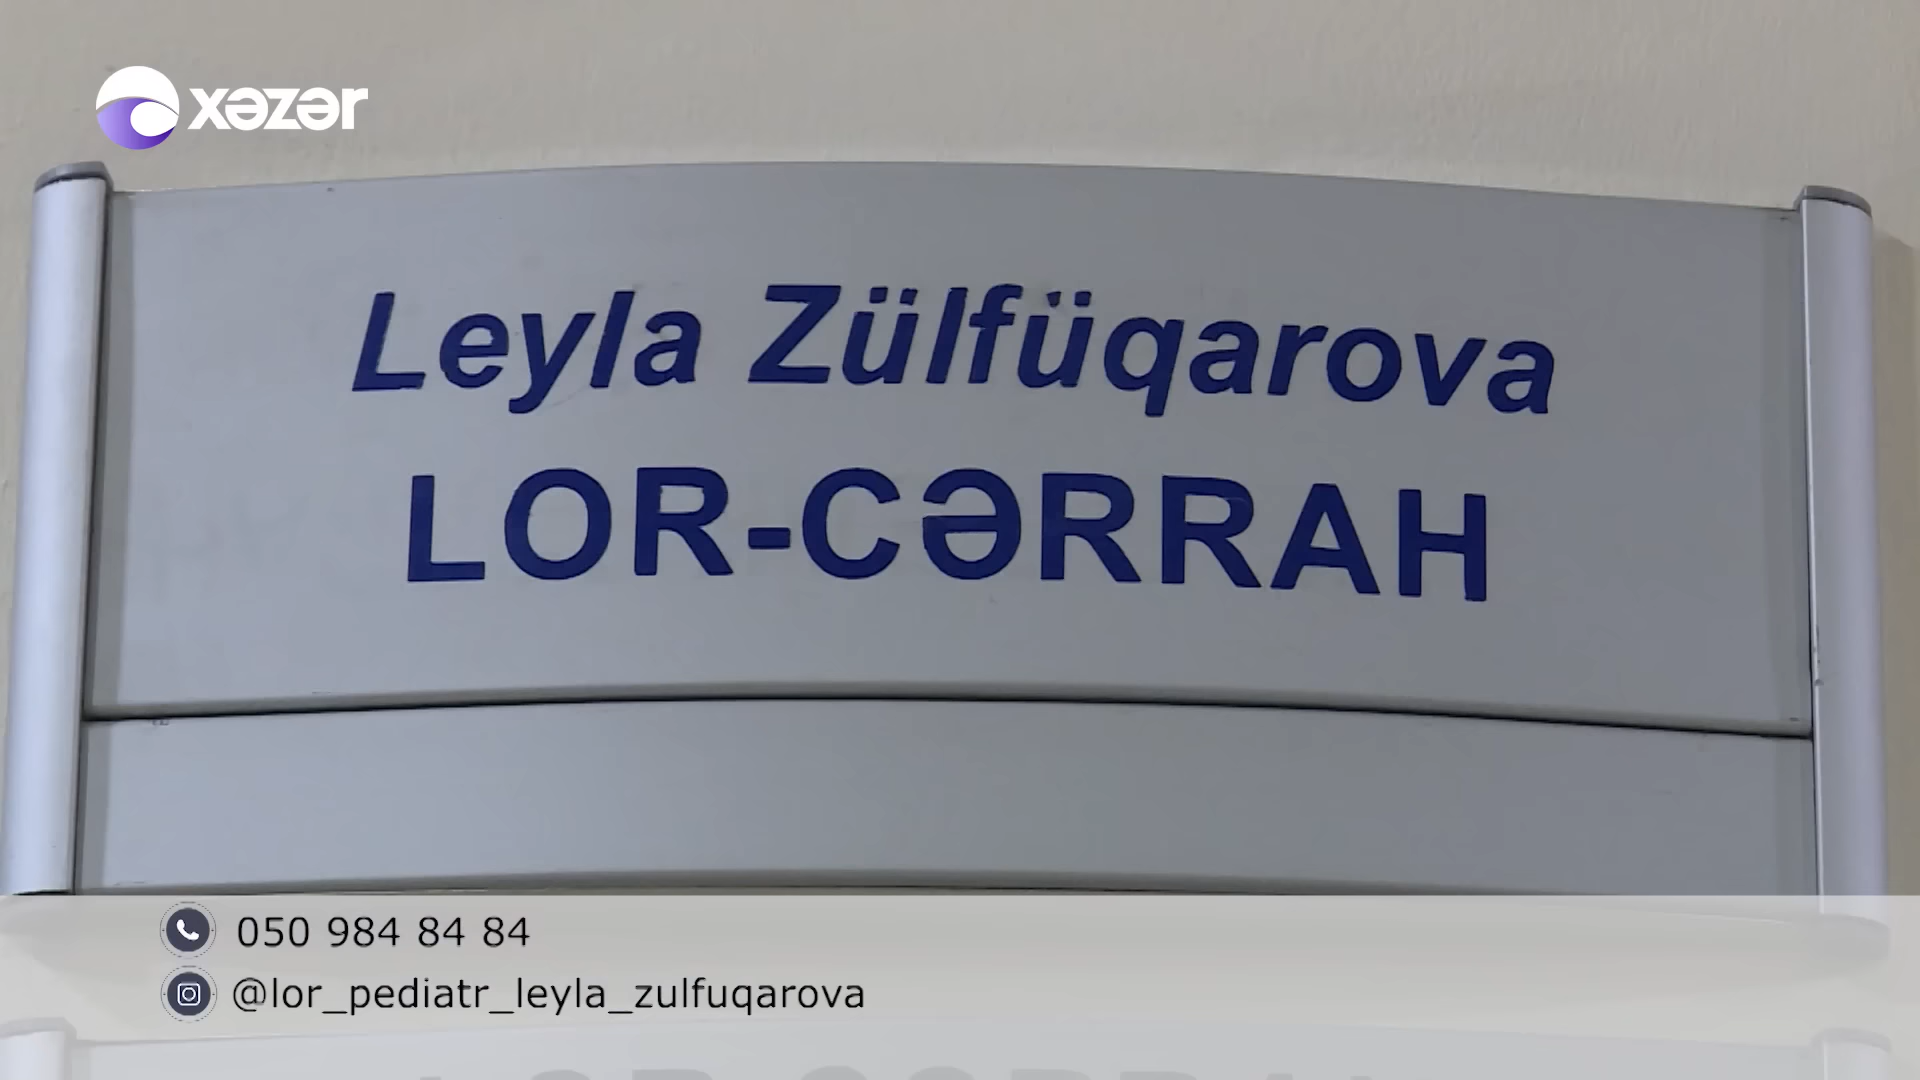 xəzər
Leyla Zülfüqarova
LOR-CƏRRAH
050 984 84 84
@lor_pediatr_leyla_zulfuqarova